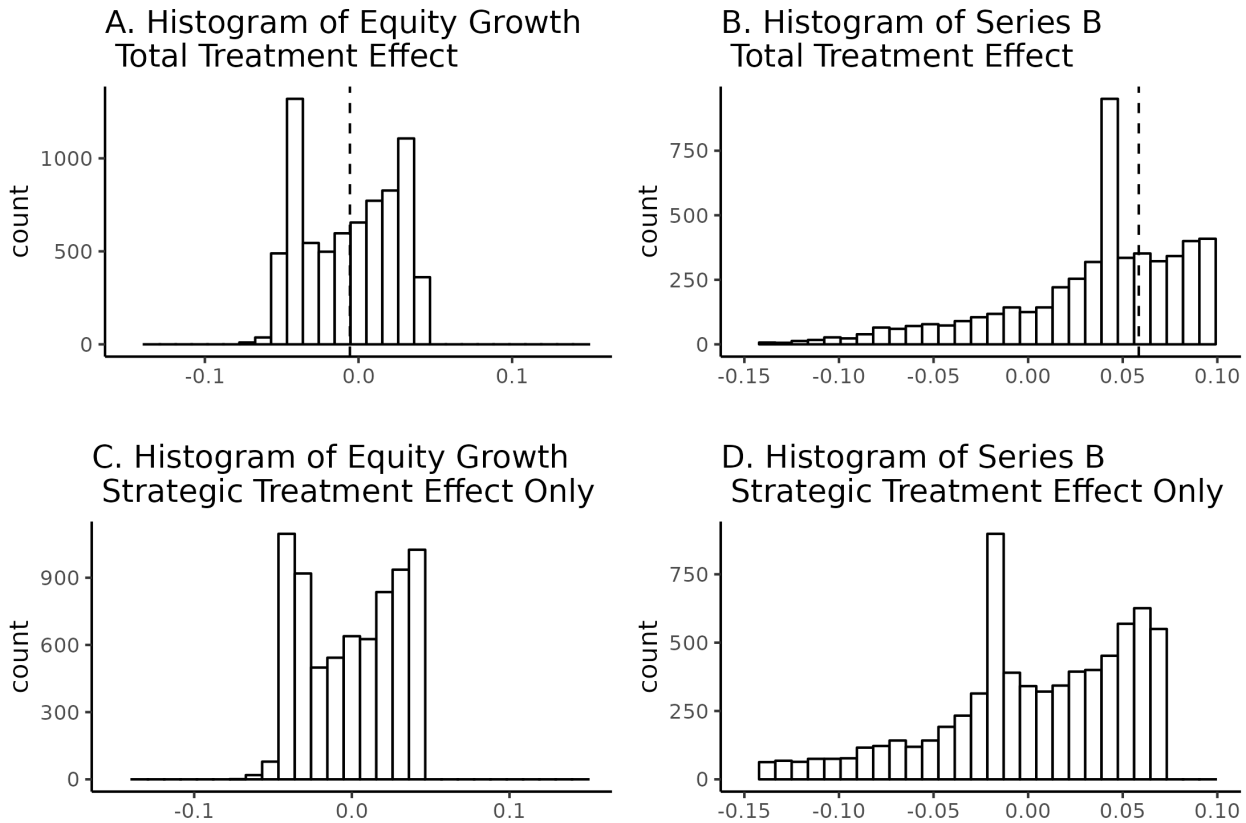 A. Histogram of Equity Growth
Total Treatment Effect
count
1000
500
0
-0.1
0.0
0.1
B. Histogram of Series B
Total Treatment Effect
count
750
500
250
0
-0.15
-0.10
-0.05
0.00
0.05
0.10
C. Histogram of Equity Growth
Strategic Treatment Effect Only
count
900
600
300
0
-0.1
0.0
0.1
D. Histogram of Series B
Strategic Treatment Effect Only
count
750
500
250
0
-0.15
-0.10
-0.05
0.00
0.05
0.10